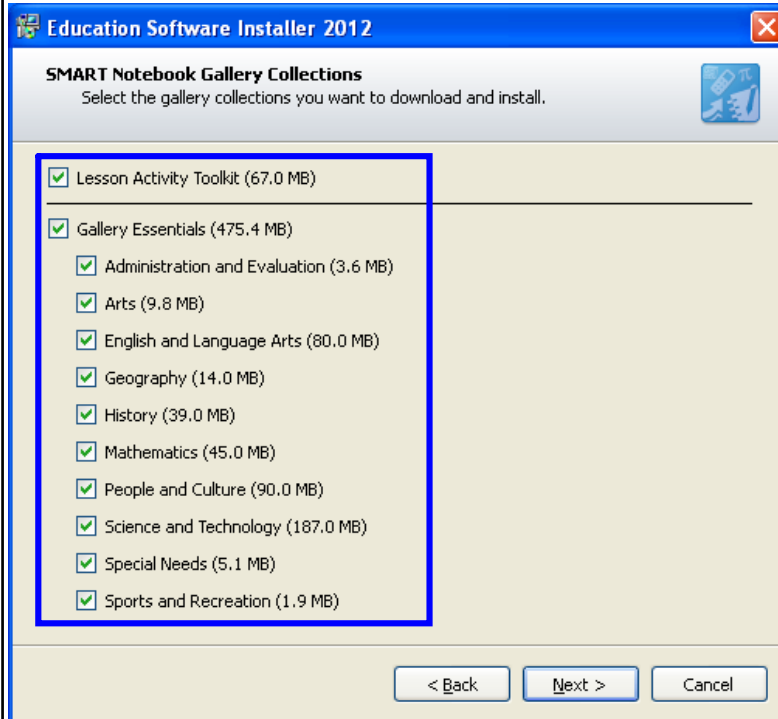 Education Software Installer 2012
SMART Notebook Gallery Collections
Select the gallery collections you want to download and install.
Lesson Activity Toolkit (67.0 MB)
Gallery Essentials (475.4 MB)
Administration and Evaluation (3.6 MB)
Arts (9.8 MB)
English and Language Arts (80.0 MB)
Geography (14.0 MB)
History (39.0 MB)
Mathematics (45.0 MB)
People and Culture (90.0 MB)
Science and Technology (187.0 MB)
Special Needs (5.1 MB)
Sports and Recreation (1.9 MB)
< Back Next > Cancel